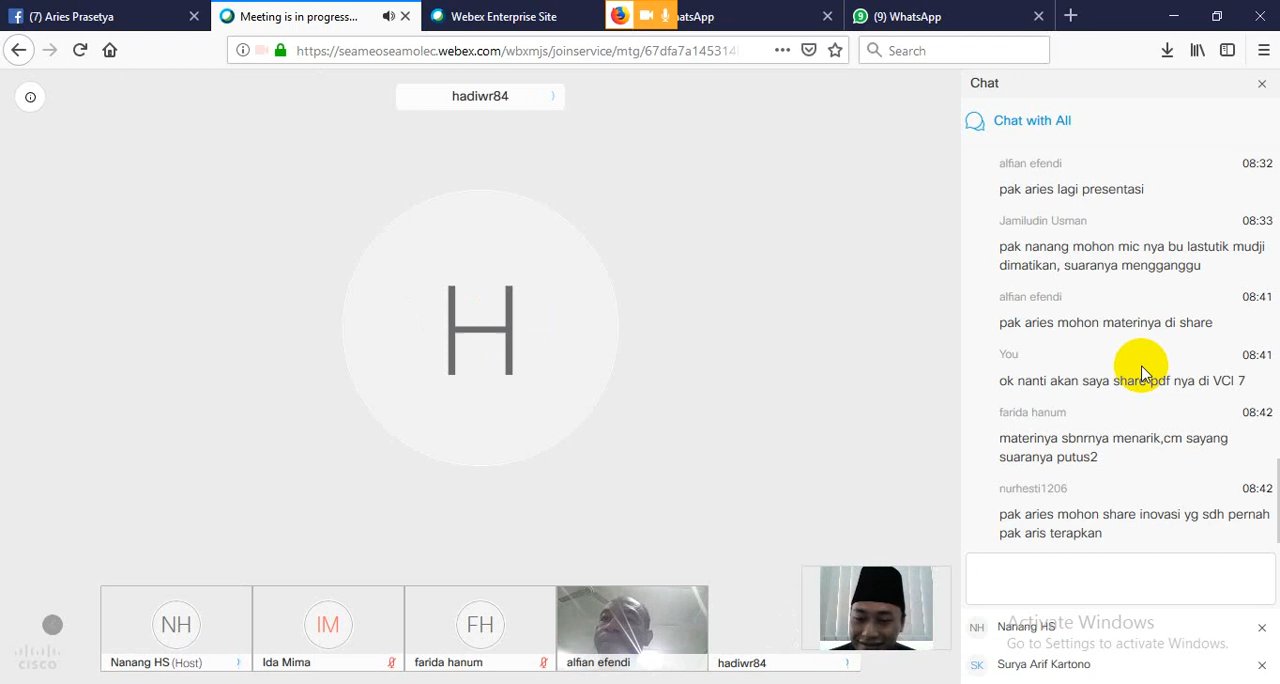 (7) Aries Prasetya
Meeting is in progress...
Webex Enterprise Site
atsApp
(9) WhatsApp
https://seameoseamolec.webex.com/wbxmjs/joinservice/mtg/67dfa7a145314
Search
hadiwr84
H
NH
Nanang HS (Host)
IM
Ida Mima
FH
farida hanum
alfian efendi
hadiwr84
cisco
Chat
Chat with All
alfian efendi 08:32
pak aries lagi presentasi
Jamiludin Usman 08:33
pak nanang mohon mic nya bu lastutik mudji
dimatikan, suaranya mengganggu
alfian efendi 08:41
pak aries mohon materinya di share
You 08:41
ok nanti akan saya share pdf nya di VCI 7
farida hanum 08:42
materinya sbnrnya menarik,cm sayang
suaranya putus2
nurhesti1206 08:42
pak aries mohon share inovasi yg sdh pernah
pak aris terapkan
NH Nanang HS
Activate Windows
Go to Settings to activate Windows.
SK Surya Arif Kartono